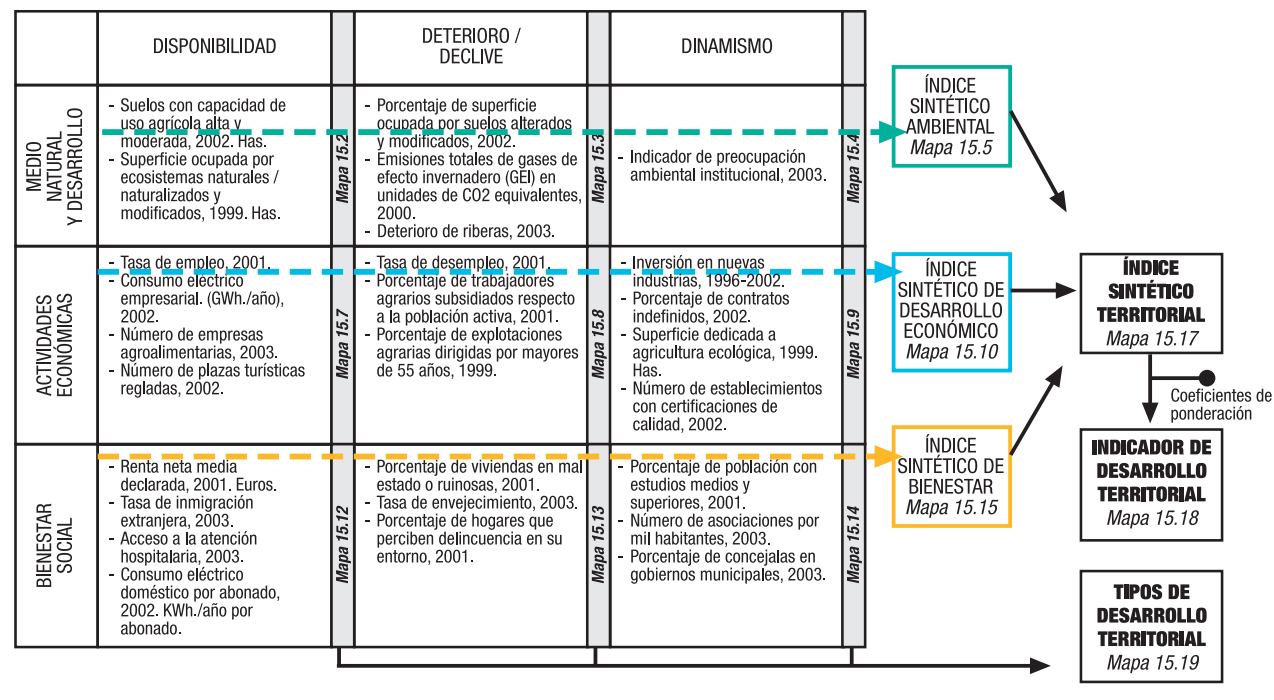 DISPONIBILIDAD
DETERIORO /
DECLIVE
DINAMISMO
MEDIO
NATURAL
Y DESARROLLO
- Suelos con capacidad de
uso agrícola alta y
moderada, 2002. Has.
- Superficie ocupada por
ecosistemas naturales /
naturalizados y
modificados, 1999. Has.
Mapa 15.2
- Porcentaje de superficie
ocupada por suelos alterados
y modificados, 2002.
- Emisiones totales de gases de
efecto invernadero (GEI) en
unidades de CO2 equivalentes,
2000.
- Deterioro de riberas, 2003.
Mapa 15.3
- Indicador de preocupación
ambiental institucional, 2003.
Mapa 15.4
ÍNDICE
SINTÉTICO
AMBIENTAL
Mapa 15.5
ACTIVIDADES
ECONÓMICAS
- Tasa de empleo, 2001.
- Consumo eléctrico
empresarial. (GWh./año),
2002.
- Número de empresas
agroalimentarias, 2003.
- Número de plazas turísticas
regladas, 2002.
Mapa 15.7
- Tasa de desempleo, 2001.
- Porcentaje de trabajadores
agrarios subsidiados respecto
a la población activa, 2001.
- Porcentaje de explotaciones
agrarias dirigidas por mayores
de 55 años, 1999.
Mapa 15.8
- Inversión en nuevas
industrias, 1996-2002.
- Porcentaje de contratos
indefinidos, 2002.
- Superficie dedicada a
agricultura ecológica, 1999.
Has.
- Número de establecimientos
con certificaciones de
calidad, 2002.
Mapa 15.9
ÍNDICE
SINTÉTICO DE
DESARROLLO
ECONÓMICO
Mapa 15.10
ÍNDICE
SINTÉTICO
TERRITORIAL
Mapa 15.17
Coeficientes de
ponderación
BIENESTAR
SOCIAL
- Renta neta media
declarada, 2001. Euros.
- Tasa de inmigración
extranjera, 2003.
- Acceso a la atención
hospitalaria, 2003.
- Consumo eléctrico
doméstico por abonado,
2002. KWh./año por
abonado.
Mapa 15.12
- Porcentaje de viviendas en mal
estado o ruinosas, 2001.
- Tasa de envejecimiento, 2003.
- Porcentaje de hogares que
perciben delincuencia en su
entorno, 2001.
Mapa 15.13
- Porcentaje de población con
estudios medios y
superiores, 2001.
- Número de asociaciones por
mil habitantes, 2003.
- Porcentaje de concejalas en
gobiernos municipales, 2003.
Mapa 15.14
ÍNDICE
SINTÉTICO DE
BIENESTAR
Mapa 15.15
INDICADOR DE
DESARROLLO
TERRITORIAL
Mapa 15.18
TIPOS DE
DESARROLLO
TERRITORIAL
Mapa 15.19